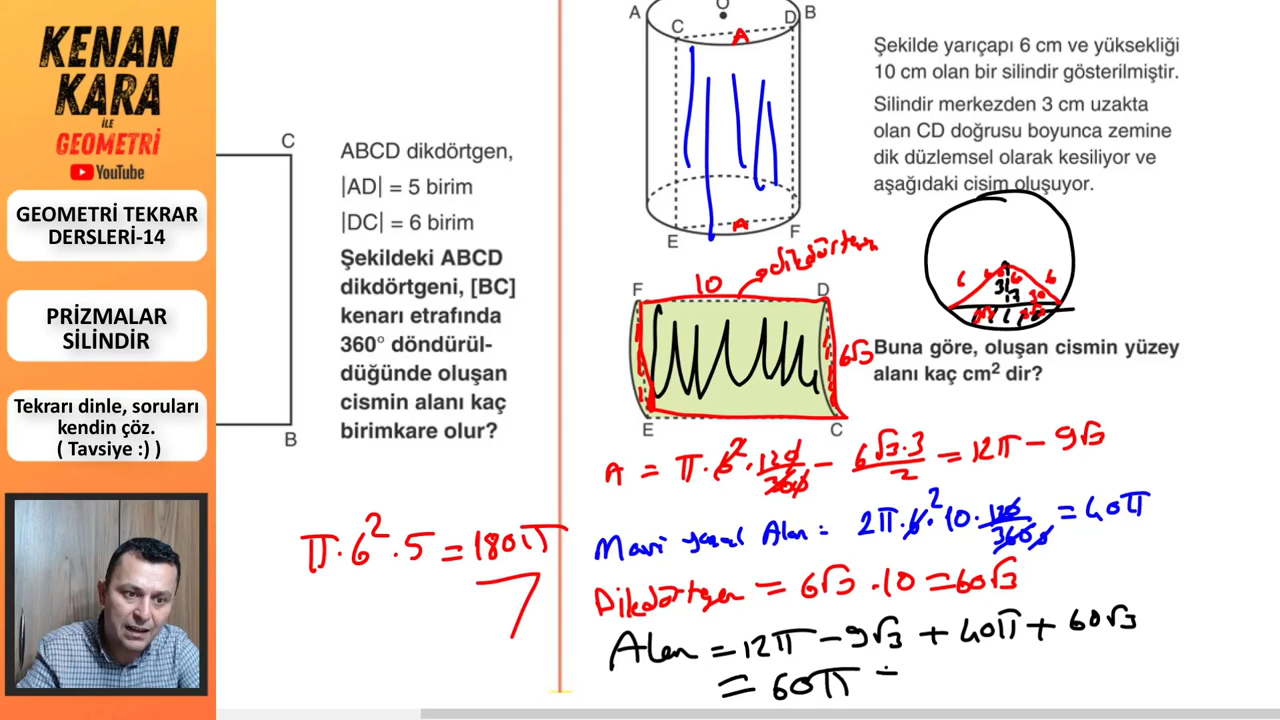 KENAN
KARA
İLE
GEOMETRİ
YouTube
GEOMETRİ TEKRAR
DERSLERİ-14
PRİZMALAR
SİLİNDİR
Tekrarı dinle, soruları
kendin çöz.
( Tavsiye :) )
C
B
ABCD dikdörtgen,
|AD| = 5 birim
|DC| = 6 birim
Şekildeki ABCD
dikdörtgeni, [BC]
kenarı etrafında
360° döndürül-
düğünde oluşan
cismin alanı kaç
birimkare olur?
π·6²·5 = 180π
A O B
C D
A
A
E F
Şekilde yarıçapı 6 cm ve yüksekliği
10 cm olan bir silindir gösterilmiştir.
Silindir merkezden 3 cm uzakta
olan CD doğrusu boyunca zemine
dik düzlemsel olarak kesiliyor ve
aşağıdaki cisim oluşuyor.
dikdörtgen
F 10 D
6√3
E C
6 6
3
Buna göre, oluşan cismin yüzey
alanı kaç cm² dir?
A = π·6²·120/360 - 6√3·3/2 = 12π - 9√3
Mavi yanal Alan = 2π·6·10·120/360 = 40π
Dikdörtgen = 6√3·10 = 60√3
Alan = 12π - 9√3 + 40π + 60√3
= 60π